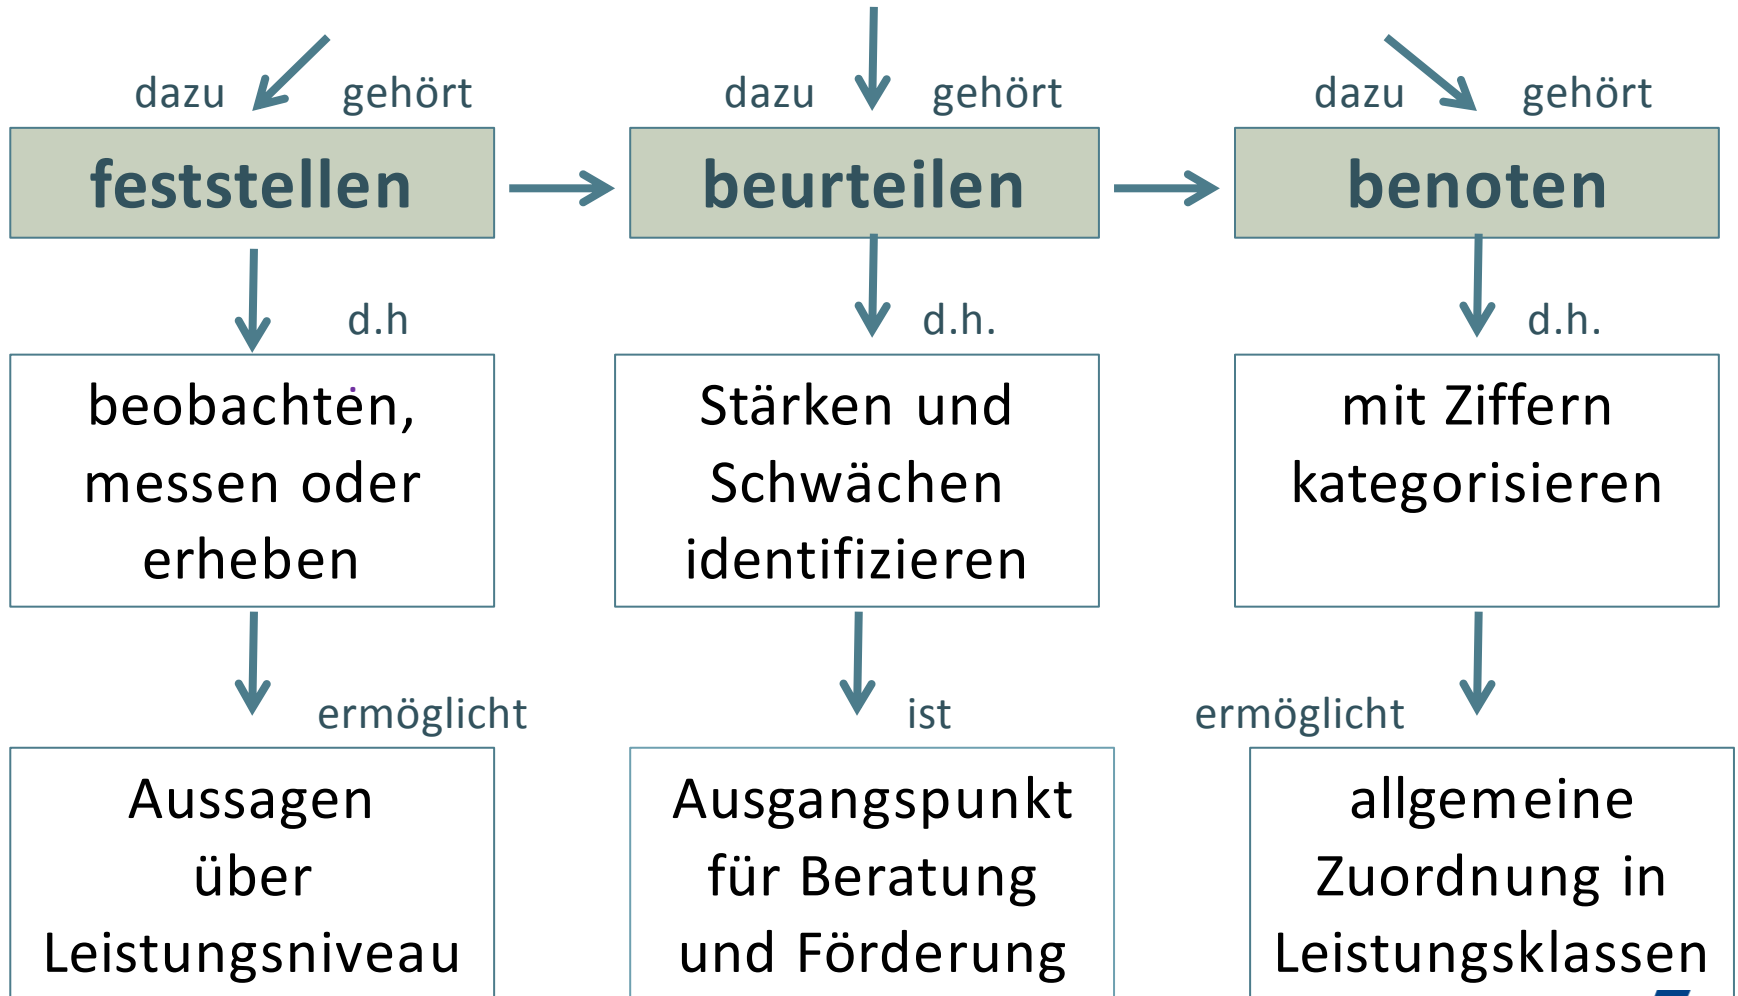 dazu gehört
feststellen
d.h
beobachten,
messen oder
erheben
ermöglicht
Aussagen
über
Leistungsniveau
dazu gehört
beurteilen
d.h.
Stärken und
Schwächen
identifizieren
ist
Ausgangspunkt
für Beratung
und Förderung
dazu gehört
benoten
d.h.
mit Ziffern
kategorisieren
ermöglicht
allgemeine
Zuordnung in
Leistungsklassen